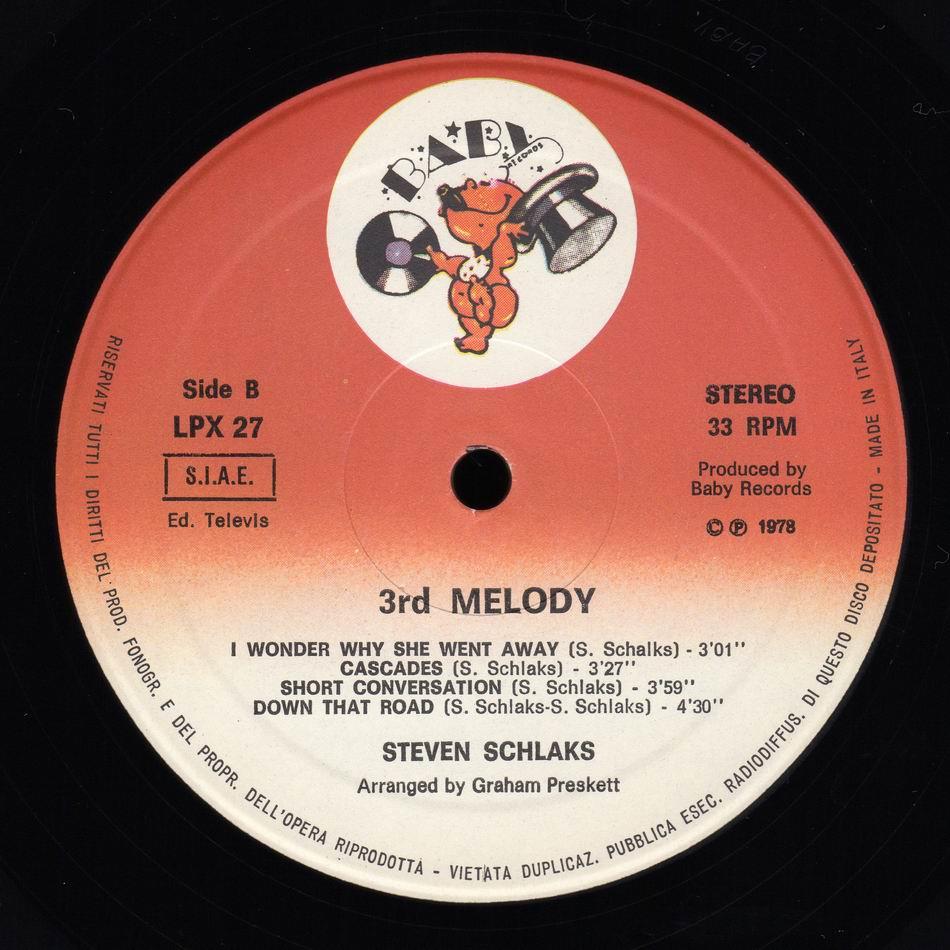 BABY
records
Side B
LPX 27
S.I.A.E.
Ed. Televis
STEREO
33 RPM
Produced by
Baby Records
© ℗ 1978
3rd MELODY
I WONDER WHY SHE WENT AWAY (S. Schalks) - 3'01''
CASCADES (S. Schlaks) - 3'27''
SHORT CONVERSATION (S. Schlaks) - 3'59''
DOWN THAT ROAD (S. Schlaks-S. Schlaks) - 4'30''
STEVEN SCHLAKS
Arranged by Graham Preskett
RISERVATI TUTTI I DIRITTI DEL PROD. FONOGR. E DEL PROPR. DELL'OPERA RIPRODOTTA - VIETATA DUPLICAZ. PUBBLICA ESEC. RADIODIFFUS. DI QUESTO DISCO DEPOSITATO - MADE IN ITALY